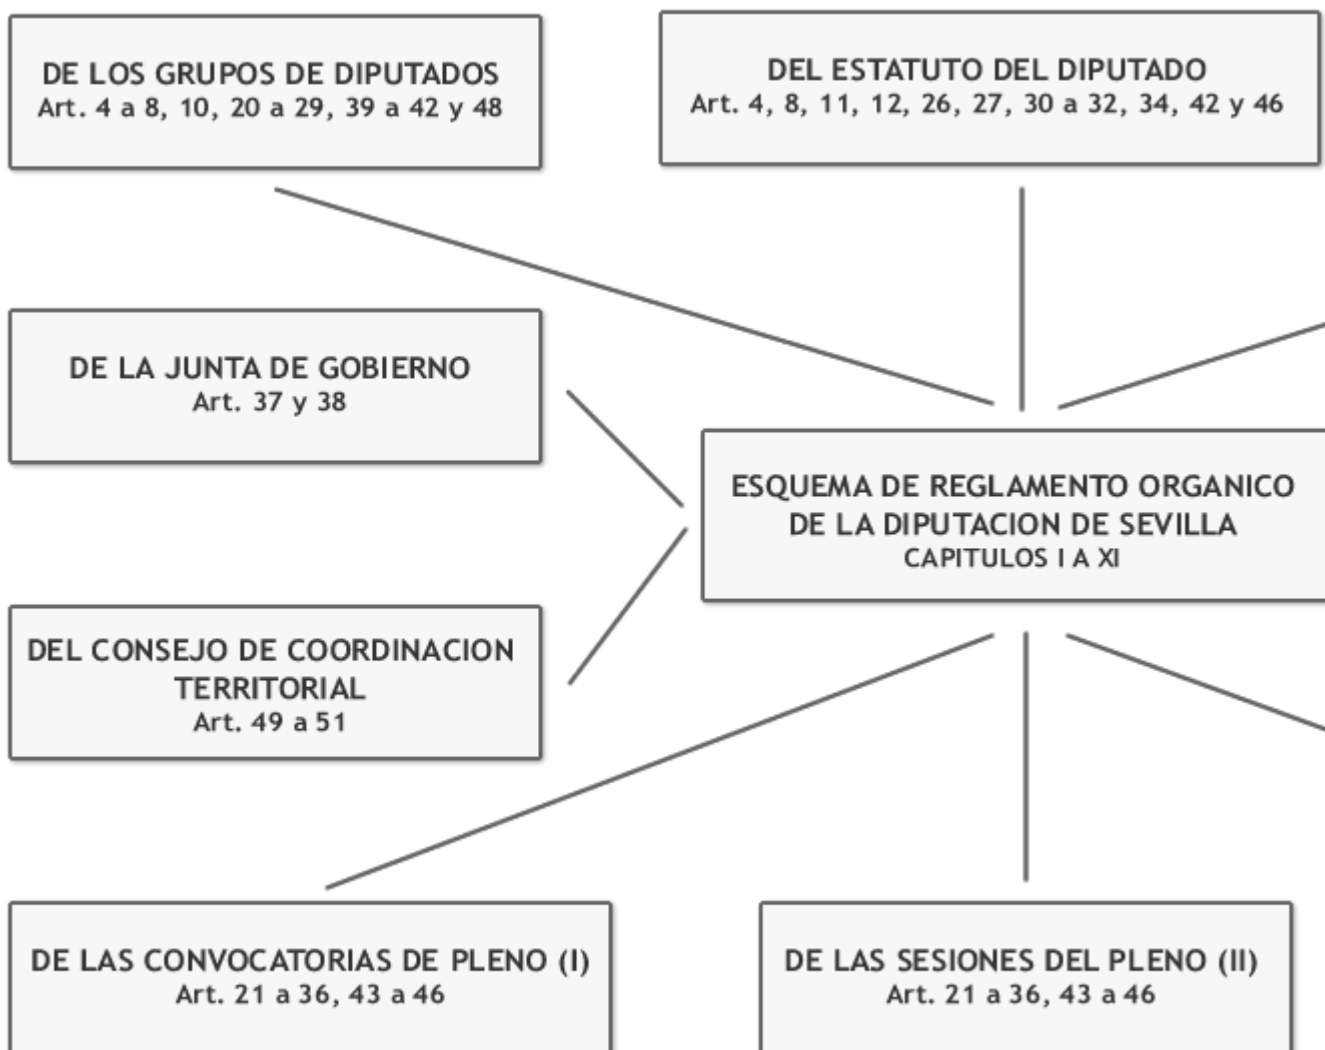 DE LOS GRUPOS DE DIPUTADOS
Art. 4 a 8, 10, 20 a 29, 39 a 42 y 48
DEL ESTATUTO DEL DIPUTADO
Art. 4, 8, 11, 12, 26, 27, 30 a 32, 34, 42 y 46
DE LA JUNTA DE GOBIERNO
Art. 37 y 38
ESQUEMA DE REGLAMENTO ORGANICO
DE LA DIPUTACION DE SEVILLA
CAPITULOS I A XI
DEL CONSEJO DE COORDINACION
TERRITORIAL
Art. 49 a 51
DE LAS CONVOCATORIAS DE PLENO (I)
Art. 21 a 36, 43 a 46
DE LAS SESIONES DEL PLENO (II)
Art. 21 a 36, 43 a 46